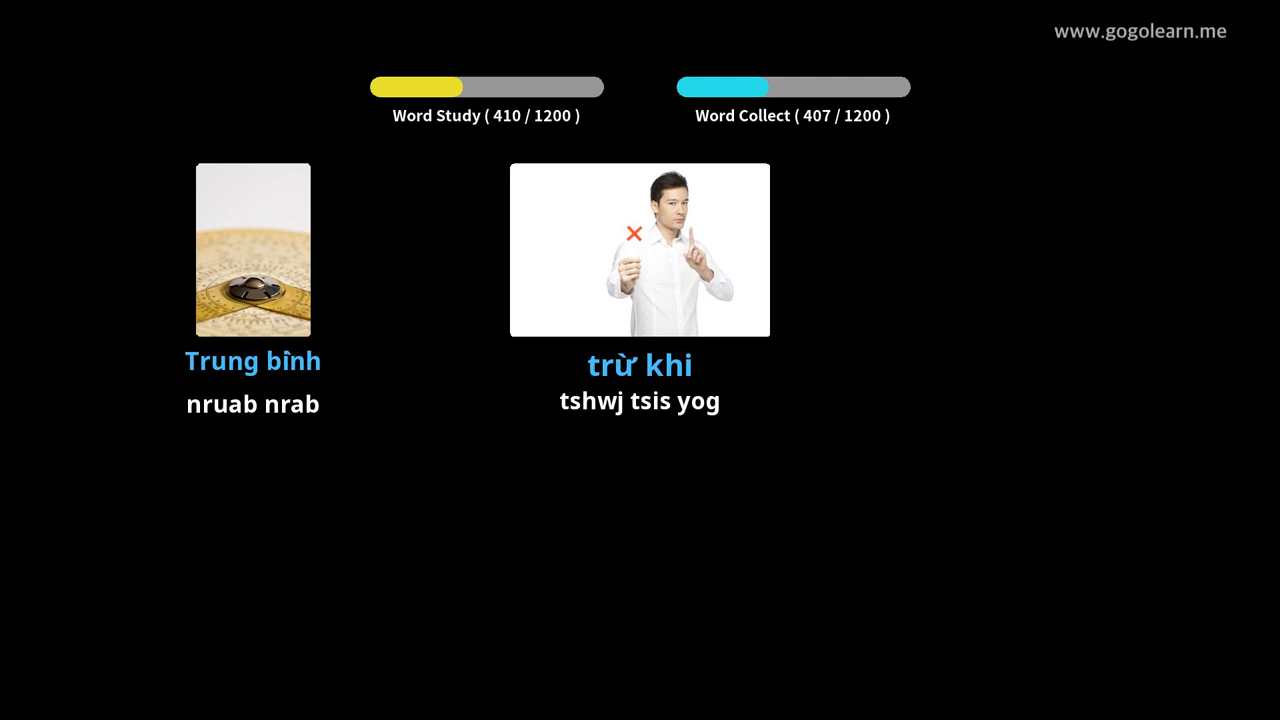 www.gogolearn.me
Word Study ( 410 / 1200 )
Word Collect ( 407 / 1200 )
Trung bình
nruab nrab
trừ khi
tshwj tsis yog